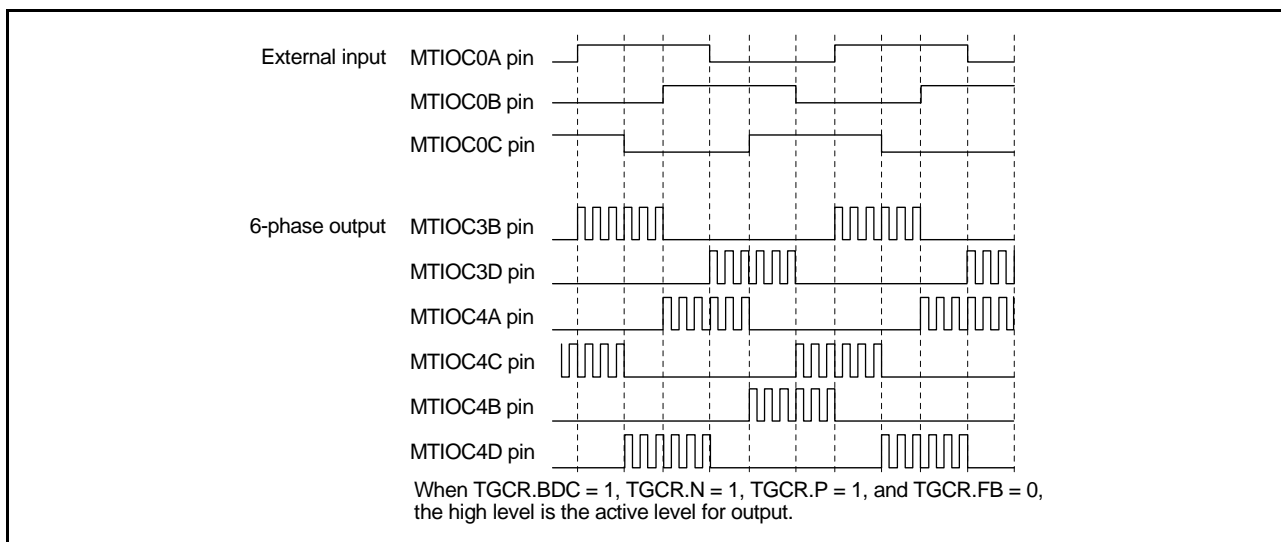 External input MTIOC0A pin
MTIOC0B pin
MTIOC0C pin
6-phase output MTIOC3B pin
MTIOC3D pin
MTIOC4A pin
MTIOC4C pin
MTIOC4B pin
MTIOC4D pin
When TGCR.BDC = 1, TGCR.N = 1, TGCR.P = 1, and TGCR.FB = 0,
the high level is the active level for output.